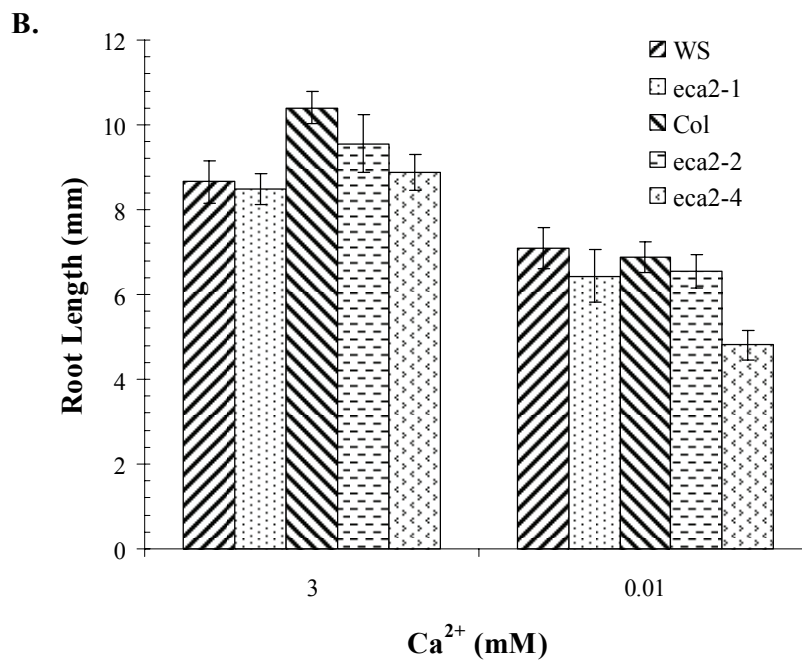 B.
12
10
8
6
4
2
0
Root Length (mm)
WS
eca2-1
Col
eca2-2
eca2-4
3
0.01
Ca²⁺ (mM)